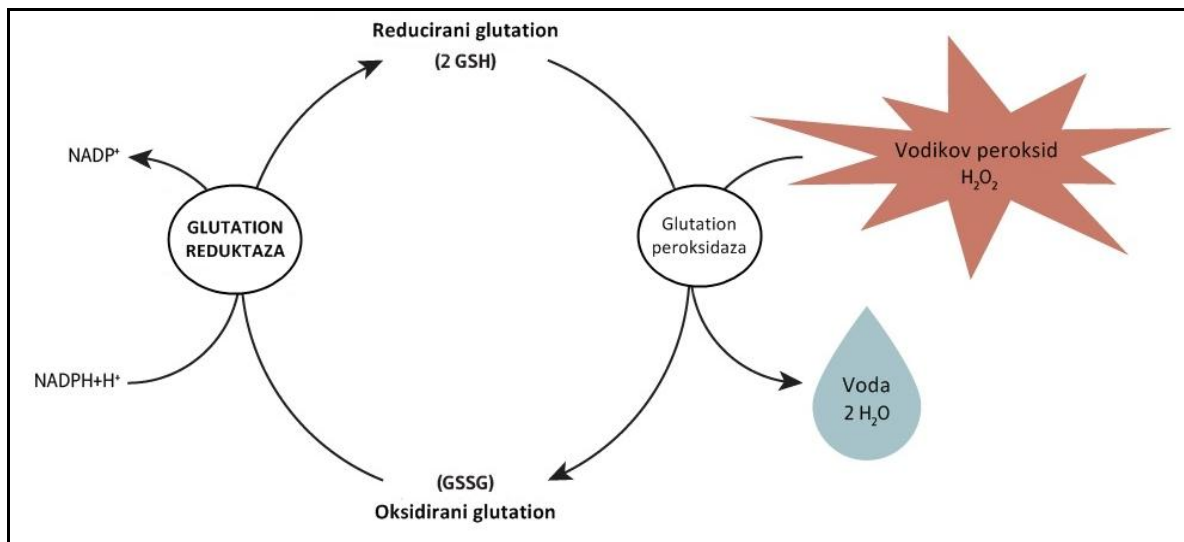 Reducirani glutation
(2 GSH)
NADP⁺
Vodikov peroksid
H₂O₂
GLUTATION
REDUKTAZA
Glutation
peroksidaza
NADPH+H⁺
Voda
2 H₂O
(GSSG)
Oksidirani glutation